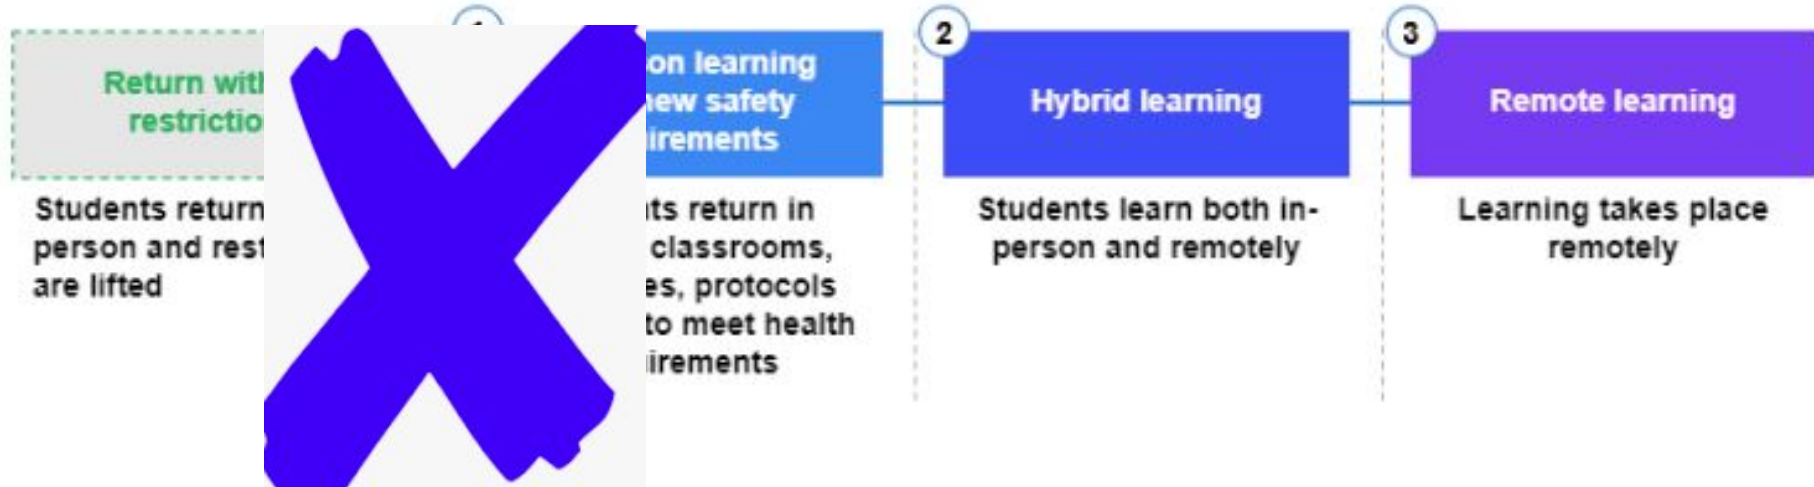 Return
restrictio
Students return
person and rest
are lifted
on learning
new safety
irements
ts return in
classrooms,
es, protocols
to meet health
irements
2
Hybrid learning
Students learn both in-
person and remotely
3
Remote learning
Learning takes place
remotely